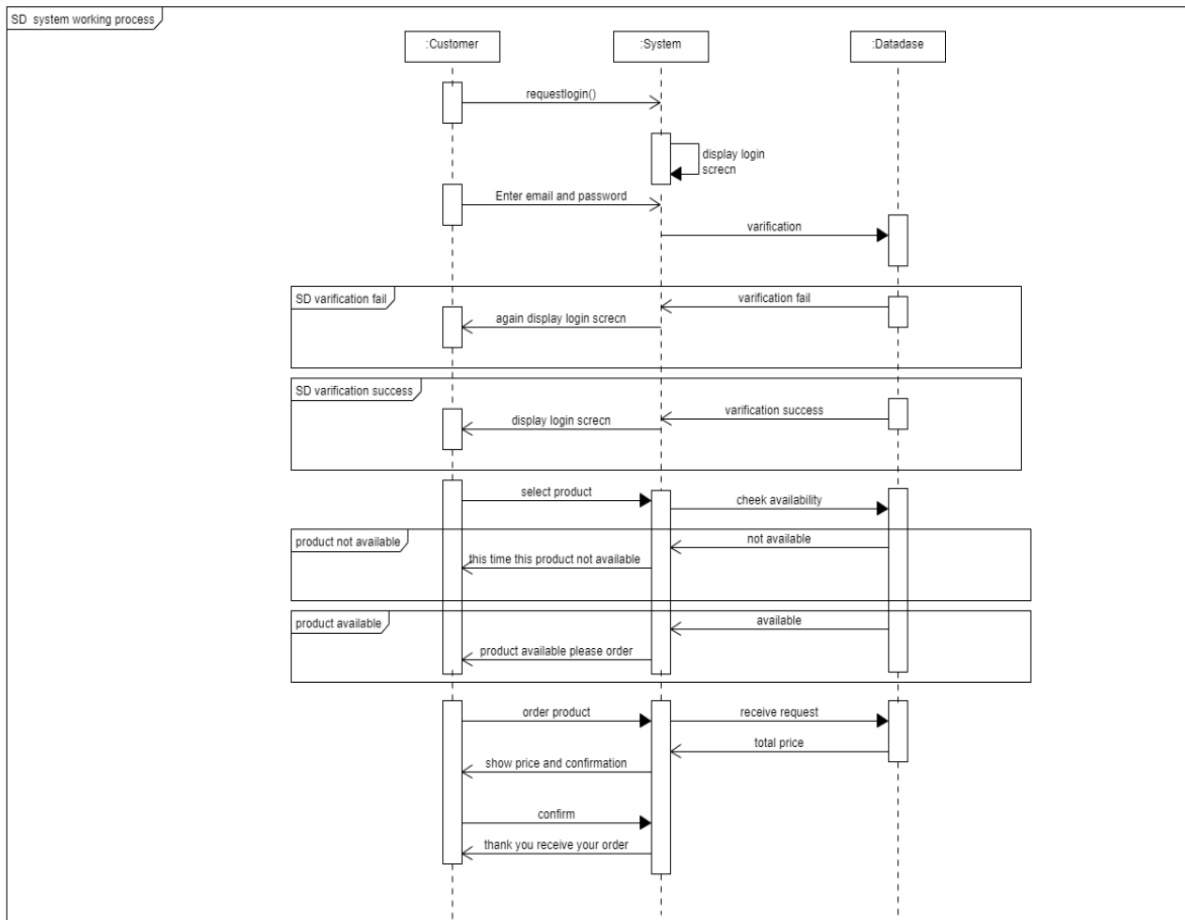 SD system working process
:Customer
:System
:Datadase
requestlogin()
display login
screcn
Enter email and password
varification
SD varification fail
varification fail
again display login screcn
SD varification success
varification success
display login screcn
select product
cheek availability
product not available
not available
this time this product not available
product available
available
product available please order
order product
receive request
total price
show price and confirmation
confirm
thank you receive your order